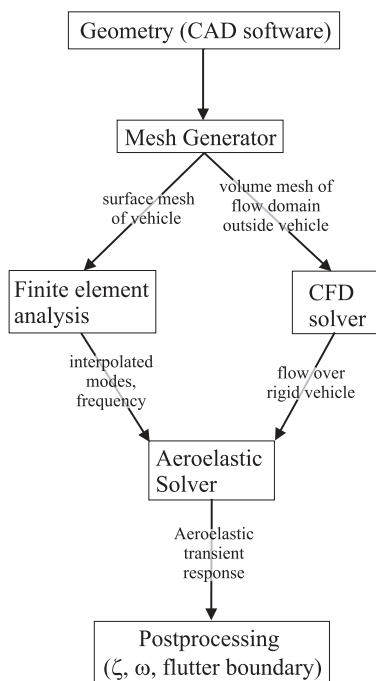 Geometry (CAD software)
Mesh Generator
surface mesh
of vehicle
volume mesh of
flow domain
outside vehicle
Finite element
analysis
CFD
solver
interpolated
modes,
frequency
flow over
rigid vehicle
Aeroelastic
Solver
Aeroelastic
transient
response
Postprocessing
(ζ, ω, flutter boundary)